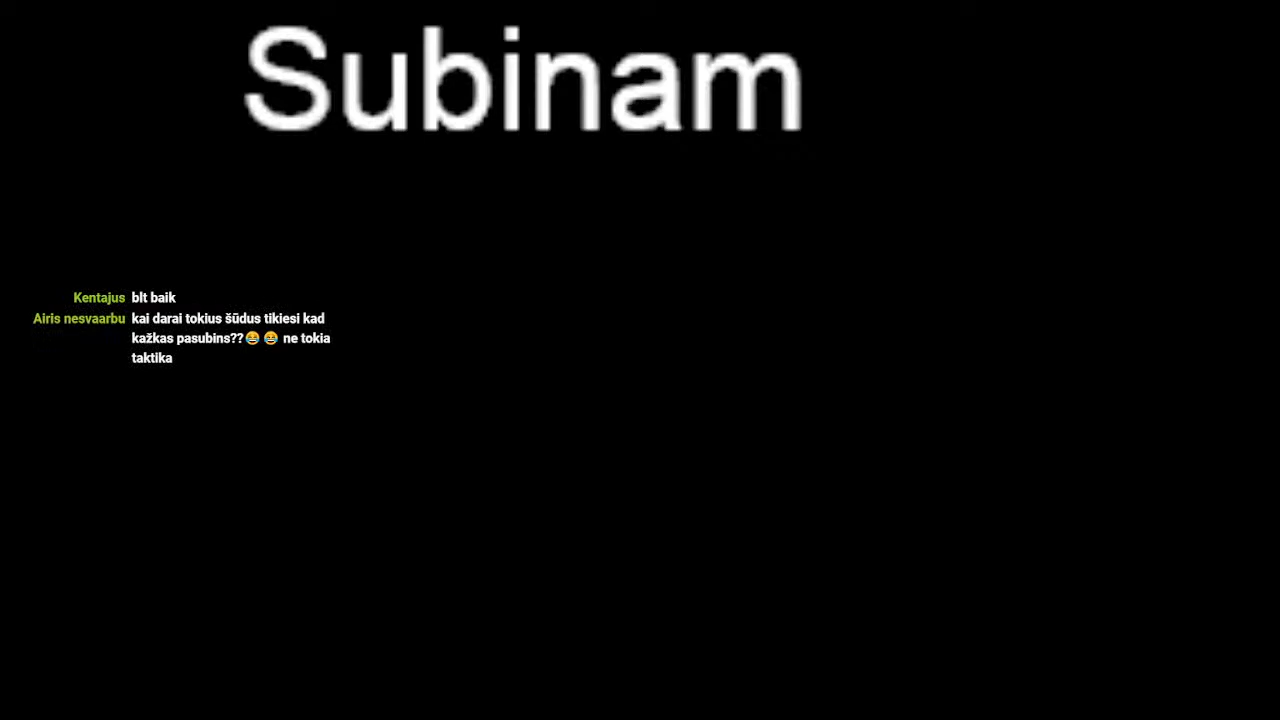 Subinam
Kentajus blt baik
Airis nesvaarbu kai darai tokius šūdus tikiesi kad
kažkas pasubins??😂 😂 ne tokia
taktika